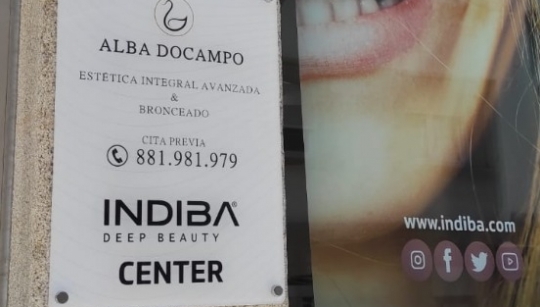 ALBA DOCAMPO
ESTÉTICA INTEGRAL AVANZADA
&
BRONCEADO
CITA PREVIA
881.981.979
INDIBA®
DEEP BEAUTY
CENTER
www.indiba.com